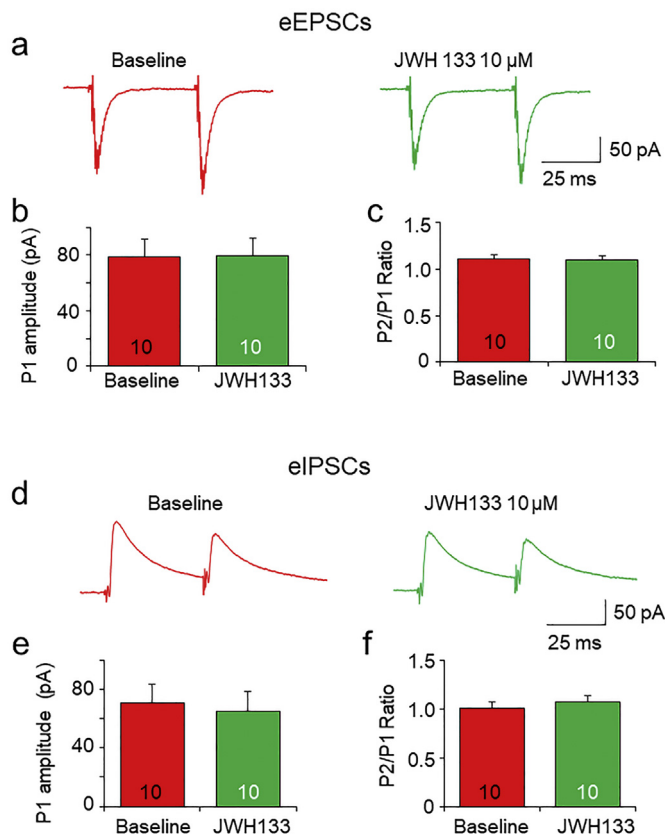 eEPSCs
a
Baseline
JWH 133 10 µM
50 pA
25 ms
b
P1 amplitude (pA)
80
40
0
10
10
Baseline
JWH133
c
P2/P1 Ratio
1.5
1.0
0.5
0
10
10
Baseline
JWH133
eIPSCs
d
Baseline
JWH133 10 µM
50 pA
25 ms
e
P1 amplitude (pA)
80
40
0
10
10
Baseline
JWH133
f
P2/P1 Ratio
1.5
1.0
0.5
0
10
10
Baseline
JWH133